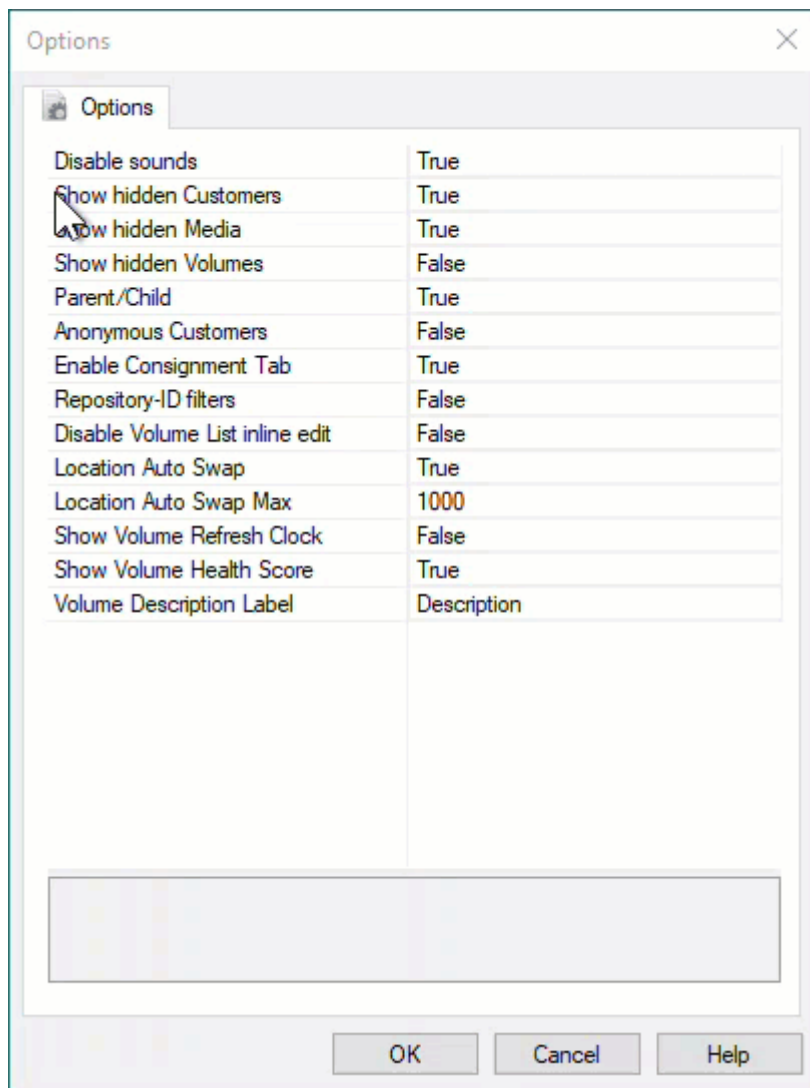 Options
Options
Disable sounds True
Show hidden Customers True
Show hidden Media True
Show hidden Volumes False
Parent/Child True
Anonymous Customers False
Enable Consignment Tab True
Repository-ID filters False
Disable Volume List inline edit False
Location Auto Swap True
Location Auto Swap Max 1000
Show Volume Refresh Clock False
Show Volume Health Score True
Volume Description Label Description
OK Cancel Help